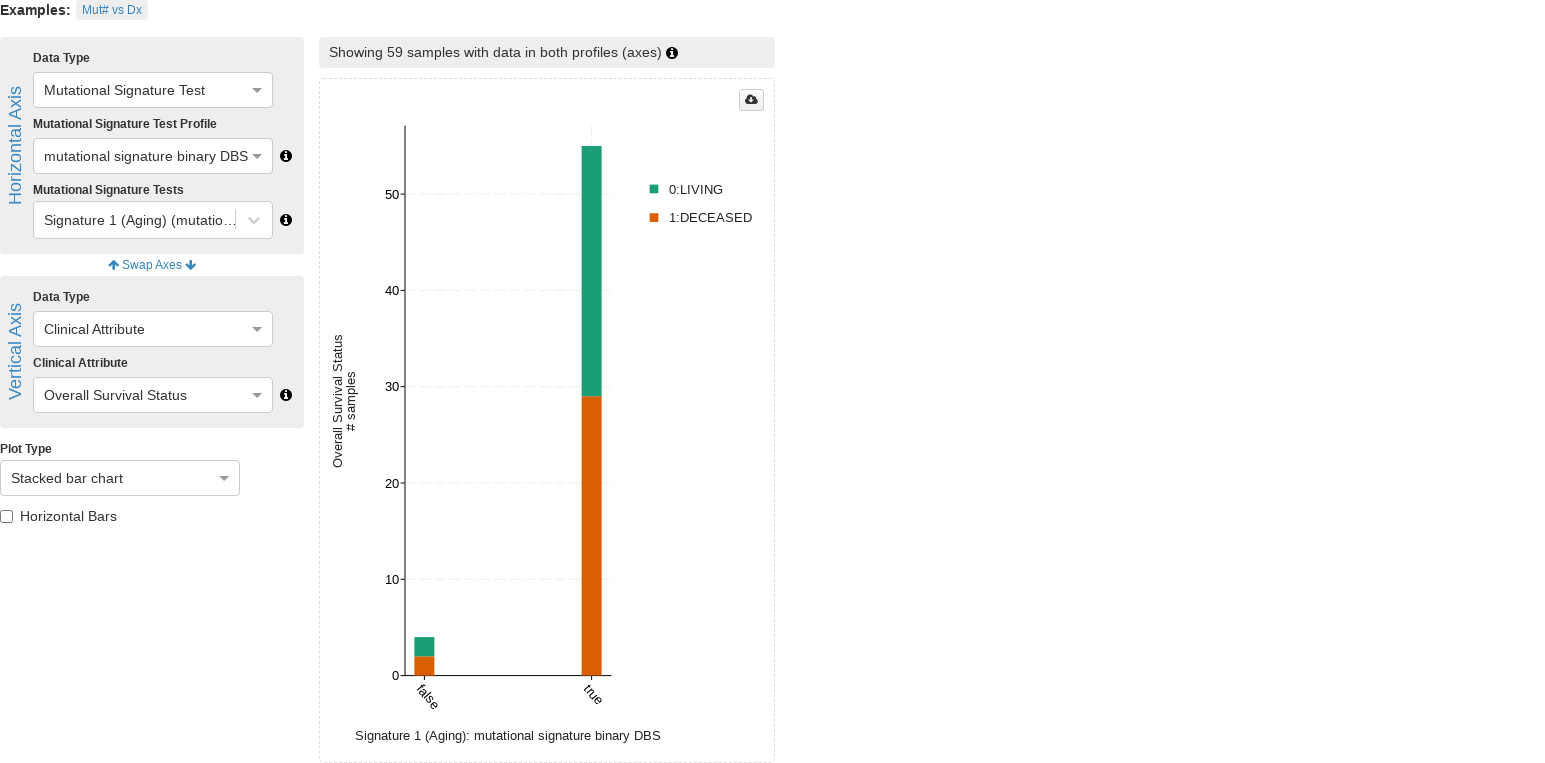 Examples: Mut# vs Dx
Horizontal Axis
Data Type
Mutational Signature Test
Mutational Signature Test Profile
mutational signature binary DBS
Mutational Signature Tests
Signature 1 (Aging) (mutatio…
Swap Axes
Vertical Axis
Data Type
Clinical Attribute
Clinical Attribute
Overall Survival Status
Plot Type
Stacked bar chart
Horizontal Bars
Showing 59 samples with data in both profiles (axes)
0:LIVING
1:DECEASED
Overall Survival Status
# samples
50
40
30
20
10
0
false
true
Signature 1 (Aging): mutational signature binary DBS